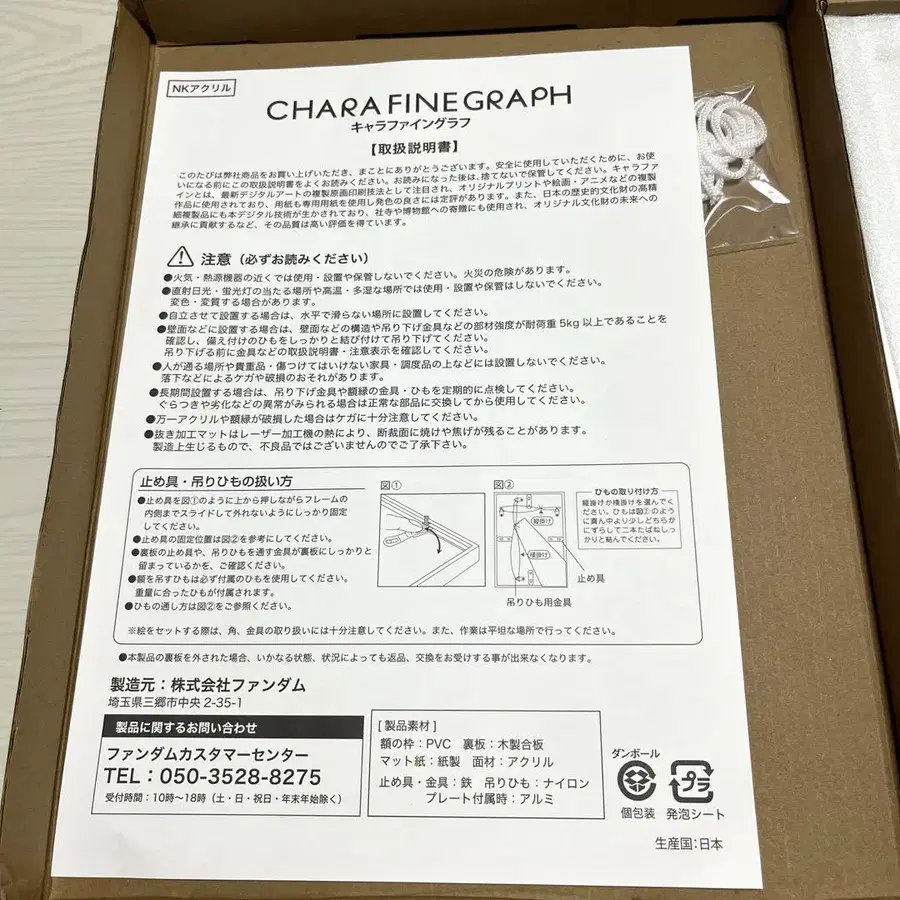 NKアクリル
CHARA FINE GRAPH
キャラファイングラフ
【取扱説明書】
このたびは弊社商品をお買い上げいただき、まことにありがとうございます。安全に使用していただくために、お使
いになる前にこの取扱説明書をよくお読みください。お読みになった後は、捨てないで保管してください。キャラファ
インとは、最新デジタルアートの複製原画印刷技法として注目され、オリジナルプリントや絵画・アニメなどの複製
作品に使用されており、用紙も専用用紙を使用し発色の良さには定評があります。また、日本の歴史的文化財の高精
細複製品にも本デジタル技術が生かされており、社寺や博物館への寄贈にも使用され、オリジナル文化財の未来への
継承に貢献するなど、その品質は高い評価を得ています。
注意（必ずお読みください）
●火気・熱源機器の近くでは使用・設置や保管しないでください。火災の危険があります。
●直射日光・蛍光灯の当たる場所や高温・多湿な場所では使用・設置や保管はしないでください。
変色・変質する場合があります。
●自立させて設置する場合は、水平で滑らない場所に設置してください。
●壁面などに設置する場合は、壁面などの構造や吊り下げ金具などの部材強度が耐荷重5kg以上であることを
確認し、備え付けのひもをしっかりと結び付けて吊り下げてください。
吊り下げる前に金具などの取扱説明書・注意表示を確認してください。
●人が通る場所や貴重品・傷つけてはいけない家具・調度品の上などには設置しないでください。
落下などによるケガや破損のおそれがあります。
●長期間設置する場合は、吊り下げ金具や額縁の金具・ひもを定期的に点検してください。
ぐらつきや劣化などの異常がみられる場合は正常な部品に交換してから使用してください。
●万一アクリルや額縁が破損した場合はケガに十分注意してください。
●抜き加工マットはレーザー加工機の熱により、断裁面に焼けや焦げが残ることがあります。
製造上生じるもので、不良品ではございませんのでご了承下さい。
止め具・吊りひもの扱い方
●止め具を図①のように上から押しながらフレームの
内側までスライドして外れないようにしっかり固定
してください。
●止め具の固定位置は図②を参考にしてください。
●裏板の止め具や、吊りひもを通す金具が裏板にしっかりと
留まっているかを、ご確認ください。
●額を吊すひもは必ず付属のひもを使用してください。
重量に合ったひもが付属されます。
●ひもの通し方は図②をご参照ください。
図①
図②
縦掛け
横掛け
止め具
吊りひも用金具
ひもの取り付け方
縦掛けか横掛けを選んでく
ださい。ひもは図②のよう
に真ん中より少しどちらか
にずらして二本たばねしっ
かりと結んでください。
※絵をセットする際は、角、金具の取り扱いには十分注意してください。また、作業は平坦な場所で行ってください。
●本製品の裏板を外された場合、いかなる状態、状況によっても返品、交換をお受けする事が出来なくなります。
製造元：株式会社ファンダム
埼玉県三郷市中央2-35-1
製品に関するお問い合わせ
ファンダムカスタマーセンター
TEL：050-3528-8275
受付時間：10時〜18時（土・日・祝日・年末年始除く）
[製品素材]
額の枠：PVC 裏板：木製合板
マット紙：紙製 面材：アクリル
止め具・金具：鉄 吊りひも：ナイロン
プレート付属時：アルミ
ダンボール
個包装
プラ
発泡シート
生産国：日本